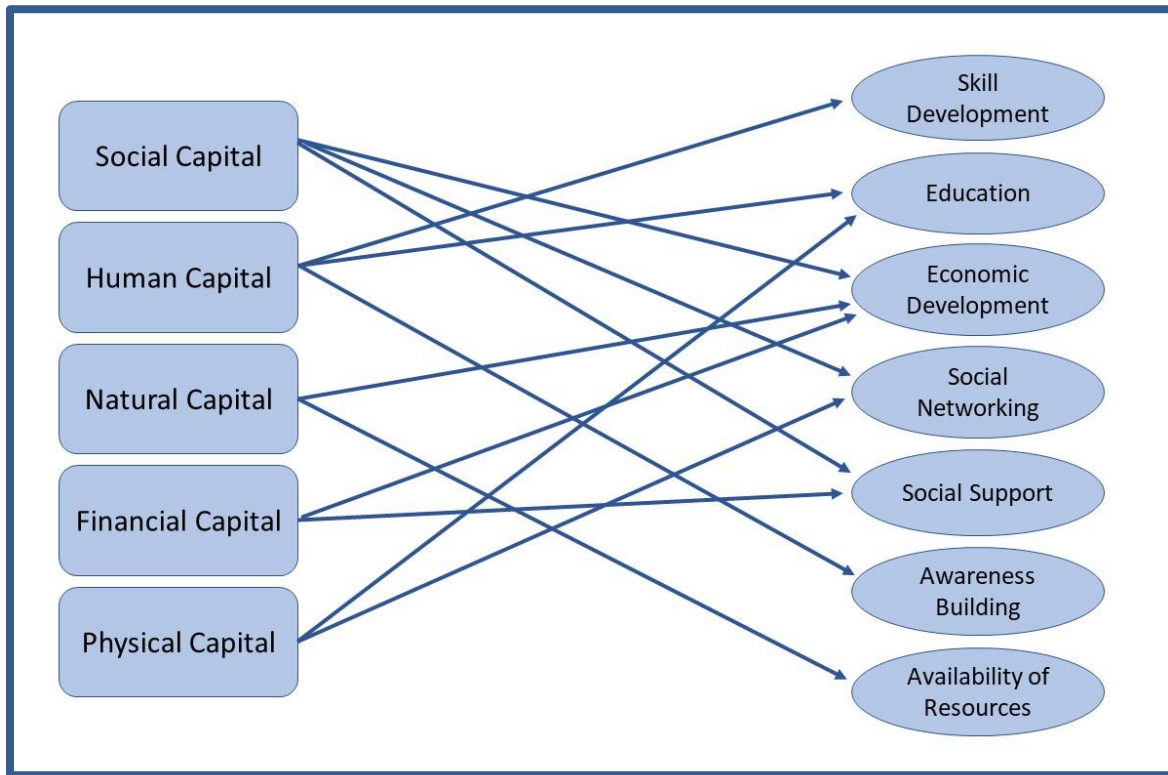 Social Capital
Human Capital
Natural Capital
Financial Capital
Physical Capital
Skill
Development
Education
Economic
Development
Social
Networking
Social Support
Awareness
Building
Availability of
Resources